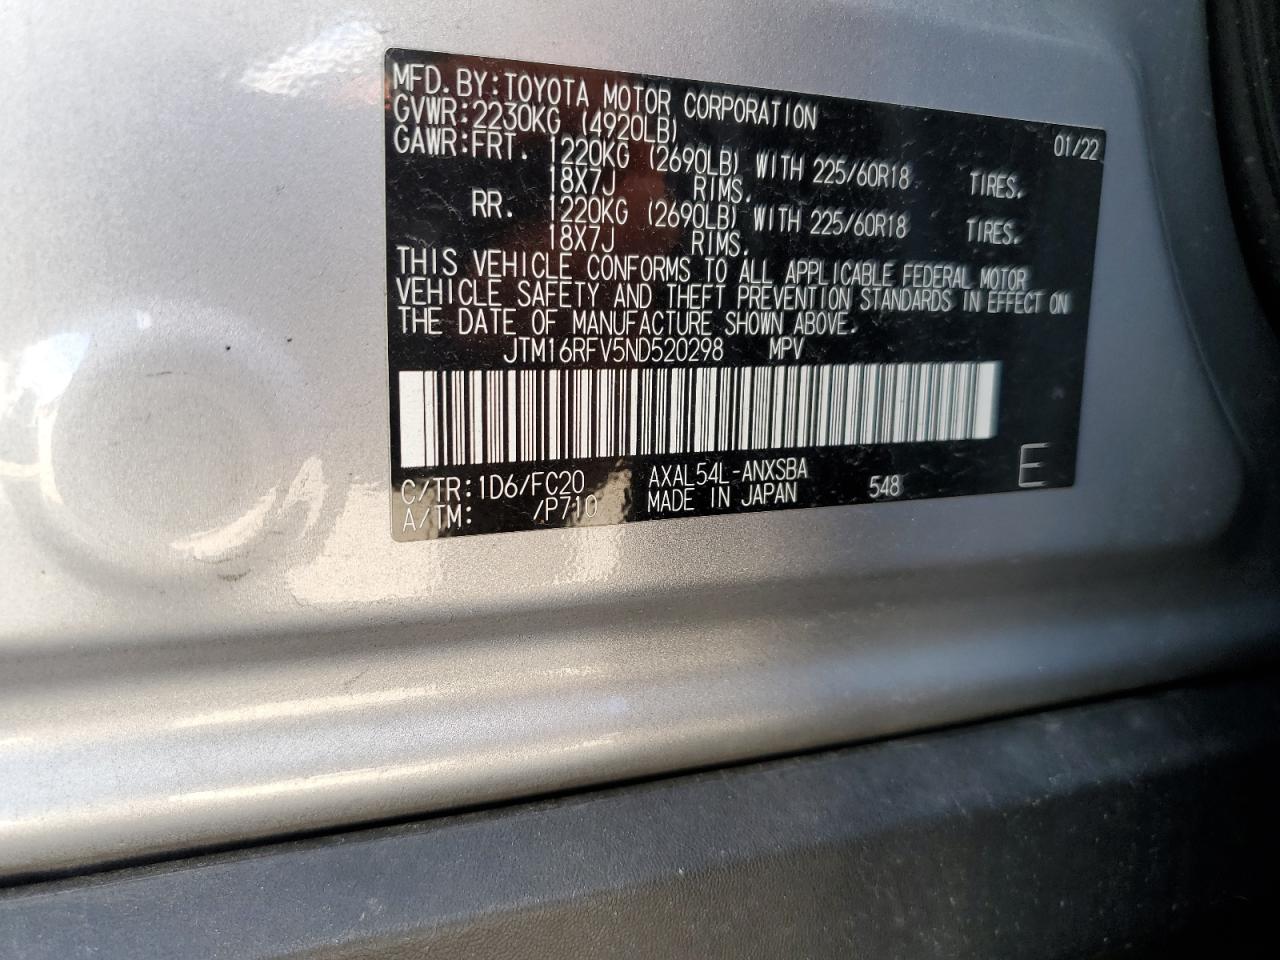 MFD.BY:TOYOTA MOTOR CORPORATION 01/22
GVWR:2230KG (4920LB)
GAWR:FRT. 1220KG (2690LB) WITH 225/60R18 TIRES.
18X7J RIMS.
RR. 1220KG (2690LB) WITH 225/60R18 TIRES.
18X7J RIMS.
THIS VEHICLE CONFORMS TO ALL APPLICABLE FEDERAL MOTOR
VEHICLE SAFETY AND THEFT PREVENTION STANDARDS IN EFFECT ON
THE DATE OF MANUFACTURE SHOWN ABOVE.
JTM16RFV5ND520298 MPV
C/TR:1D6/FC20 AXAL54L-ANXSBA
A/TM: /P710 MADE IN JAPAN 548 E